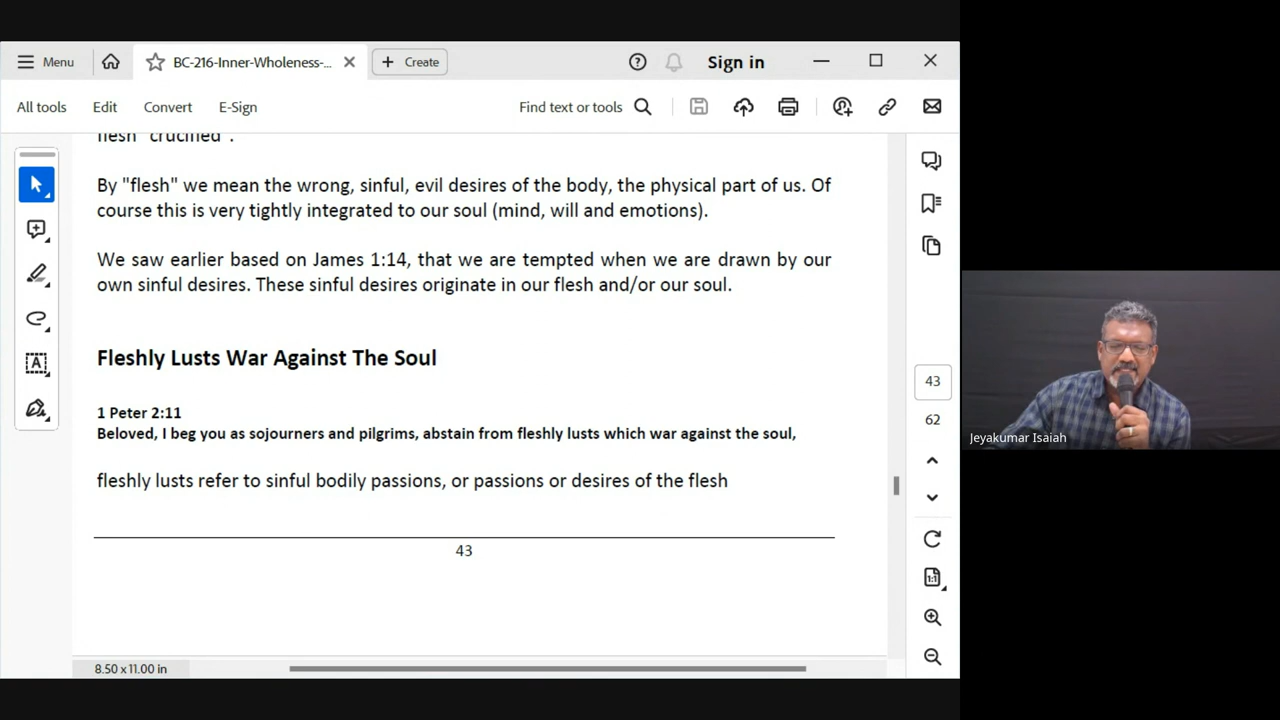 Menu
BC-216-Inner-Wholeness-...
Create
Sign in
All tools
Edit
Convert
E-Sign
Find text or tools
flesh "crucified".
By "flesh" we mean the wrong, sinful, evil desires of the body, the physical part of us. Of
course this is very tightly integrated to our soul (mind, will and emotions).
We saw earlier based on James 1:14, that we are tempted when we are drawn by our
own sinful desires. These sinful desires originate in our flesh and/or our soul.
Fleshly Lusts War Against The Soul
1 Peter 2:11
Beloved, I beg you as sojourners and pilgrims, abstain from fleshly lusts which war against the soul,
fleshly lusts refer to sinful bodily passions, or passions or desires of the flesh
43
8.50 x 11.00 in
43
62
1:1
Jeyakumar Isaiah